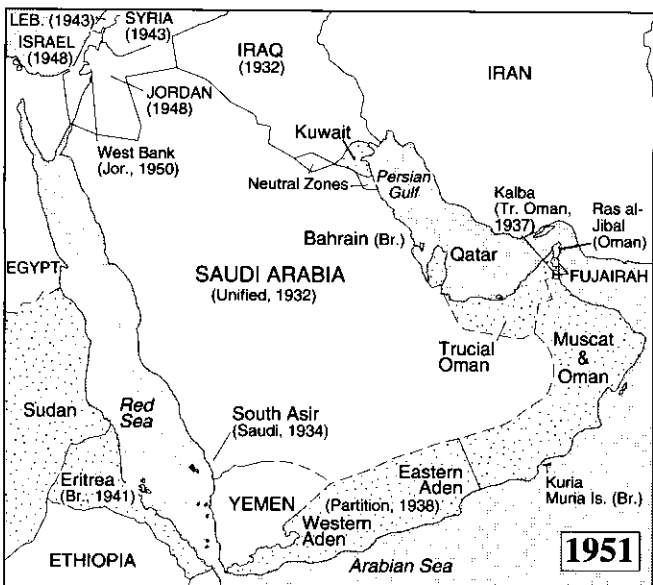 LEB. (1943)
SYRIA
(1943)
ISRAEL
(1948)
IRAQ
(1932)
IRAN
JORDAN
(1948)
West Bank
(Jor., 1950)
Kuwait
Neutral Zones
Persian
Gulf
Kalba
(Tr. Oman,
1937)
Ras al-
Jibal
(Oman)
Bahrain (Br.)
Qatar
FUJAIRAH
EGYPT
SAUDI ARABIA
(Unified, 1932)
Trucial
Oman
Muscat
&
Oman
Sudan
Red
Sea
South Asir
(Saudi, 1934)
Eritrea
(Br., 1941)
YEMEN
Eastern
Aden
(Partition, 1938)
Western
Aden
Kuria
Muria Is. (Br.)
ETHIOPIA
Arabian Sea
1951